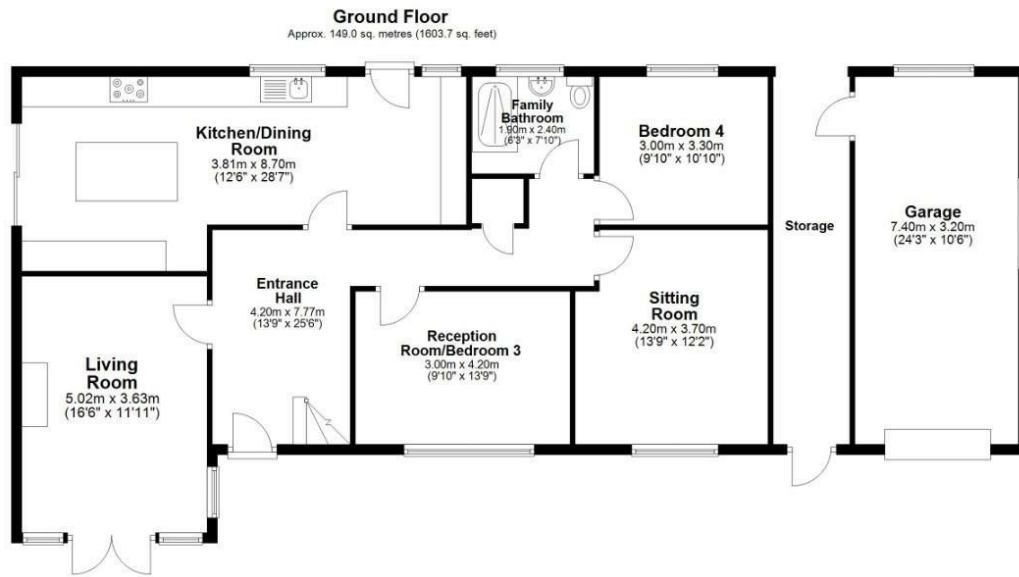 Ground Floor
Approx. 149.0 sq. metres (1603.7 sq. feet)
Kitchen/Dining
Room
3.81m x 8.70m
(12'6" x 28'7")
Family
Bathroom
1.90m x 2.40m
(6'3" x 7'10")
Bedroom 4
3.00m x 3.30m
(9'10" x 10'10")
Storage
Garage
7.40m x 3.20m
(24'3" x 10'6")
Entrance
Hall
4.20m x 7.77m
(13'9" x 25'6")
Sitting
Room
4.20m x 3.70m
(13'9" x 12'2")
Reception
Room/Bedroom 3
3.00m x 4.20m
(9'10" x 13'9")
Living
Room
5.02m x 3.63m
(16'6" x 11'11")